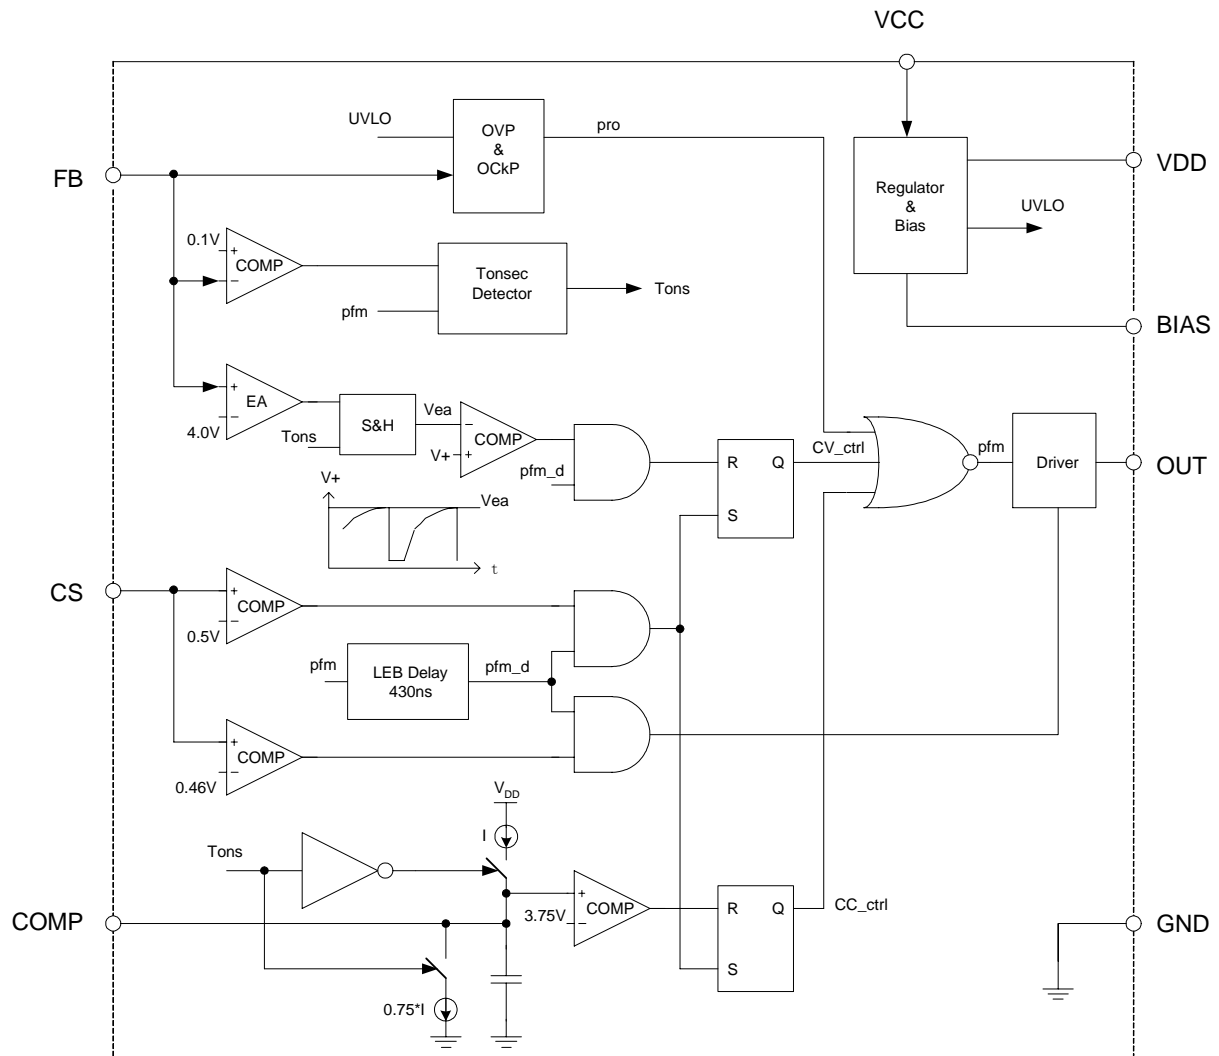 VCC
UVLO
OVP
&
OCkP
pro
FB
VDD
Regulator
&
Bias
UVLO
0.1V
+
COMP
−
Tonsec
Detector
Tons
pfm
BIAS
+
EA
4.0V
−
S&H
Tons
Vea
−
COMP
V+
+
pfm_d
R
Q
S
CV_ctrl
pfm
Driver
OUT
V+
Vea
t
CS
+
COMP
0.5V
−
pfm
LEB Delay
430ns
pfm_d
+
COMP
0.46V
−
VDD
I
Tons
COMP
+
COMP
3.75V
−
R
Q
S
CC_ctrl
GND
0.75*I